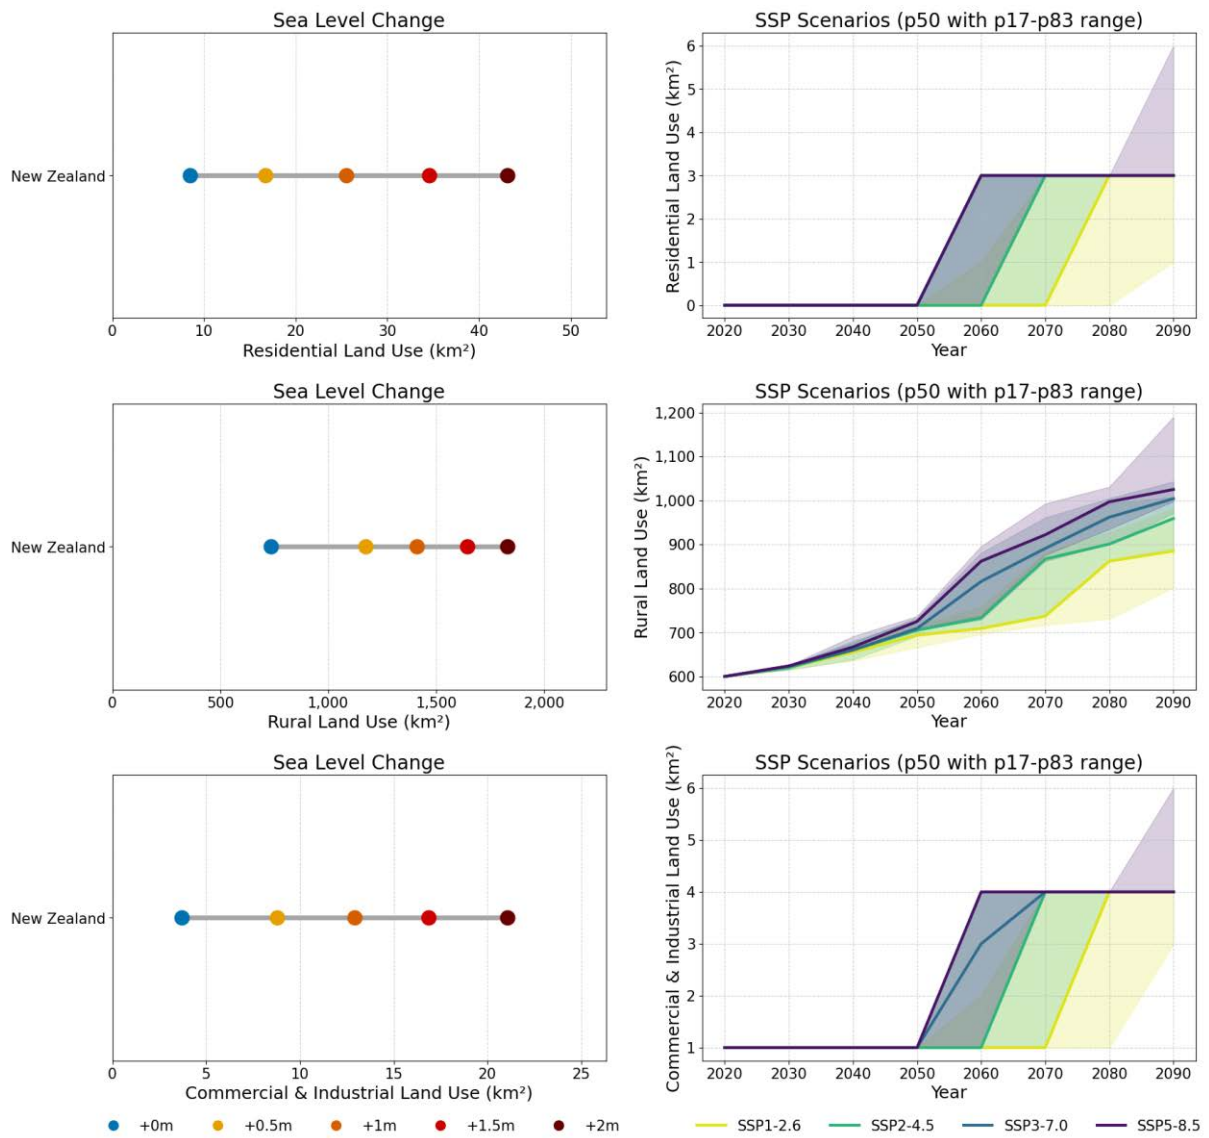 Sea Level Change
New Zealand
0 10 20 30 40 50
Residential Land Use (km²)
SSP Scenarios (p50 with p17-p83 range)
Residential Land Use (km²)
6
5
4
3
2
1
0
2020 2030 2040 2050 2060 2070 2080 2090
Year
Sea Level Change
New Zealand
0 500 1,000 1,500 2,000
Rural Land Use (km²)
SSP Scenarios (p50 with p17-p83 range)
Rural Land Use (km²)
1,200
1,100
1,000
900
800
700
600
2020 2030 2040 2050 2060 2070 2080 2090
Year
Sea Level Change
New Zealand
0 5 10 15 20 25
Commercial & Industrial Land Use (km²)
SSP Scenarios (p50 with p17-p83 range)
Commercial & Industrial Land Use (km²)
6
5
4
3
2
1
2020 2030 2040 2050 2060 2070 2080 2090
Year
+0m +0.5m +1m +1.5m +2m
SSP1-2.6 SSP2-4.5 SSP3-7.0 SSP5-8.5